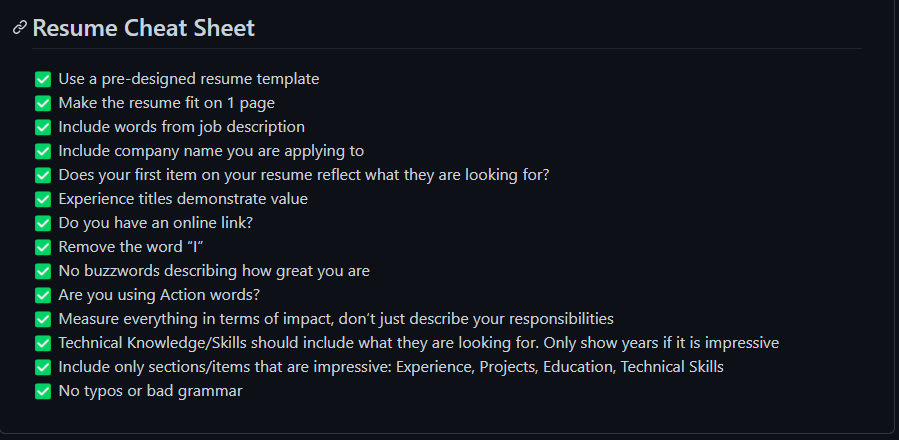 Resume Cheat Sheet
Use a pre-designed resume template
Make the resume fit on 1 page
Include words from job description
Include company name you are applying to
Does your first item on your resume reflect what they are looking for?
Experience titles demonstrate value
Do you have an online link?
Remove the word “I”
No buzzwords describing how great you are
Are you using Action words?
Measure everything in terms of impact, don’t just describe your responsibilities
Technical Knowledge/Skills should include what they are looking for. Only show years if it is impressive
Include only sections/items that are impressive: Experience, Projects, Education, Technical Skills
No typos or bad grammar